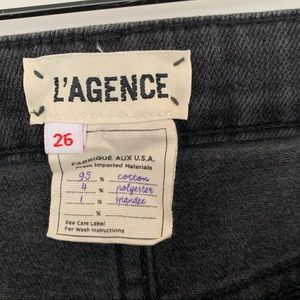 L'AGENCE
26
FABRIQUÉ AUX U.S.A.
From Imported Materials
95 % cotton
4 % polyester
1 % spandex
%
See Care Label
For Wash Instructions